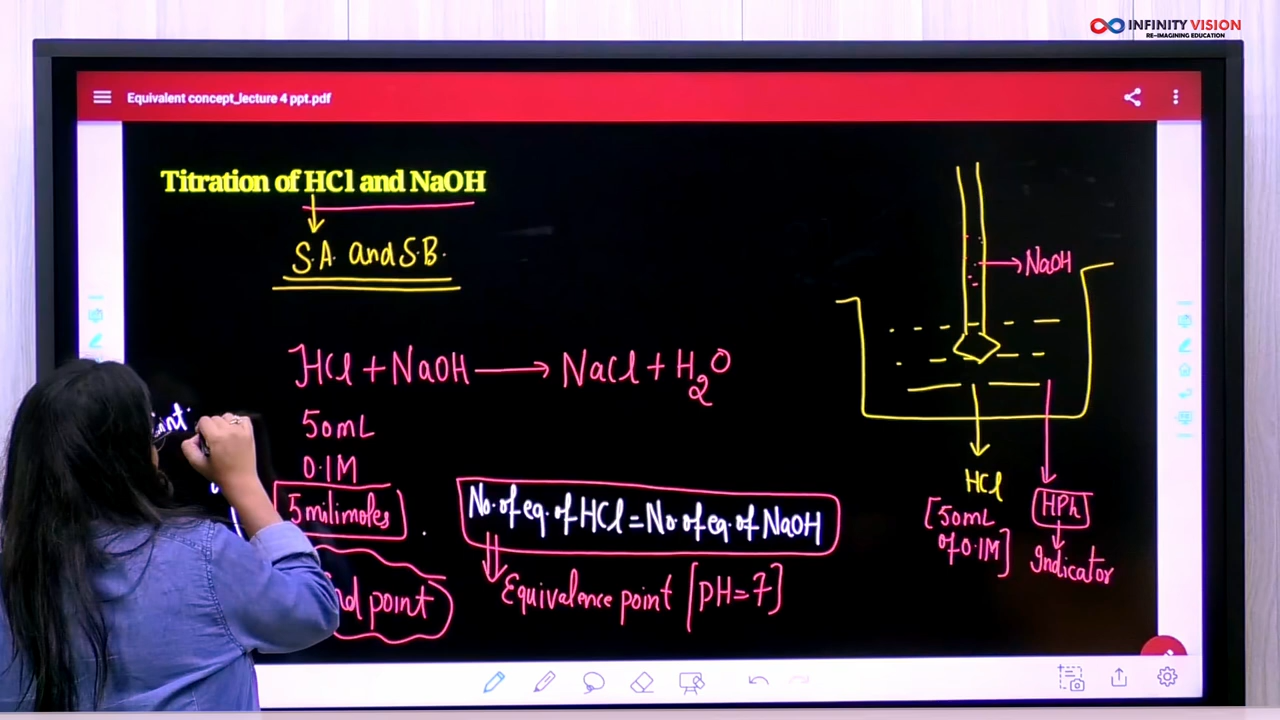 INFINITY VISION
RE-IMAGINING EDUCATION
Equivalent concept_lecture 4 ppt.pdf
Titration of HCl and NaOH
S.A. and S.B.
NaOH
HCl + NaOH → NaCl + H2O
50mL
0.1M
5 milimoles
No. of eq. of HCl = No. of eq. of NaOH
point
Equivalence point [PH=7]
HCl
[50mL
of 0.1M]
HPh
Indicator